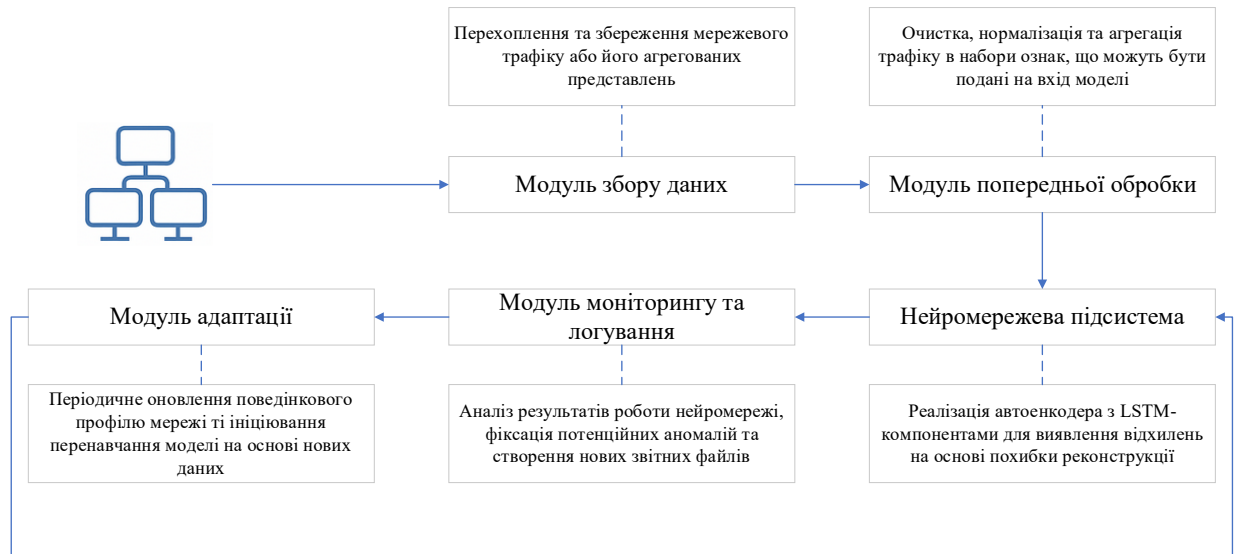 Перехоплення та збереження мережевого
трафіку або його агрегованих
представлень
Очистка, нормалізація та агрегація
трафіку в набори ознак, що можуть бути
подані на вхід моделі
Модуль збору даних
Модуль попередньої обробки
Модуль адаптації
Модуль моніторингу та
логування
Нейромережева підсистема
Періодичне оновлення поведінкового
профілю мережі ті ініціювання
перенавчання моделі на основі нових
даних
Аналіз результатів роботи нейромережі,
фіксація потенційних аномалій та
створення нових звітних файлів
Реалізація автоенкодера з LSTM-
компонентами для виявлення відхилень
на основі похибки реконструкції